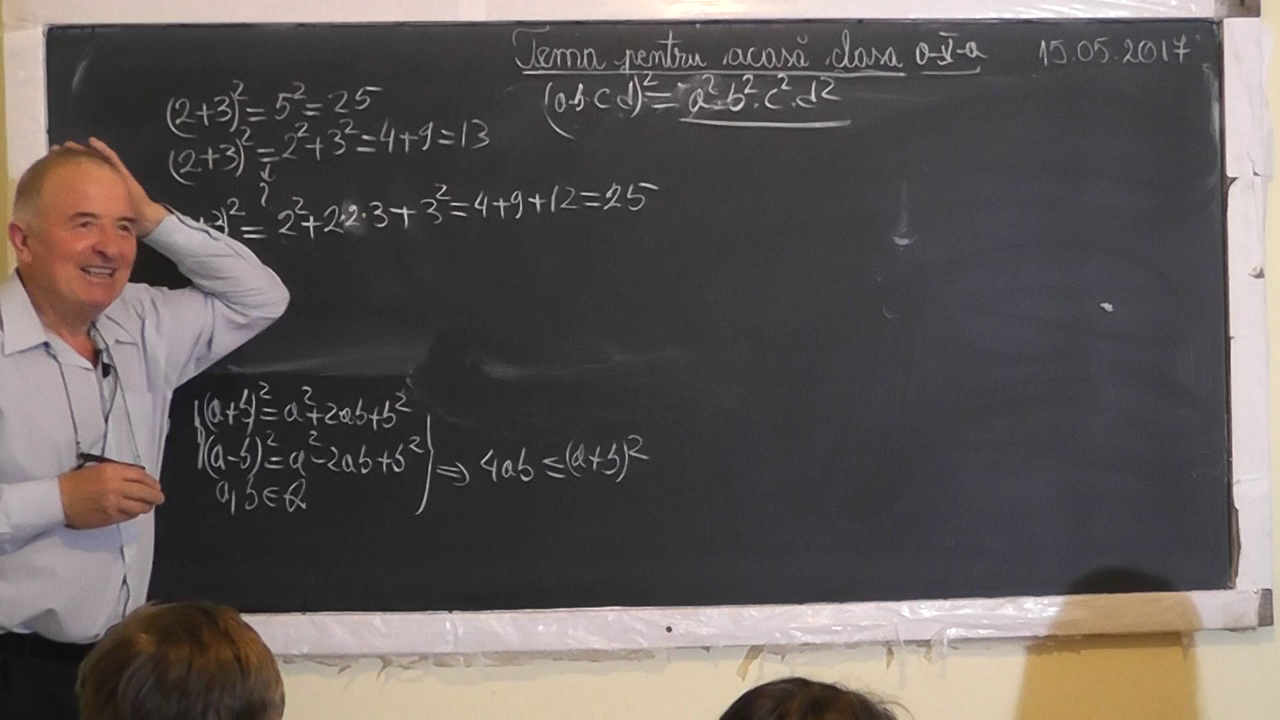 Tema pentru acasă clasa a-V-a 15.05.2017
(a·b·c·d)²=a²·b²·c²·d²
(2+3)²=5²=25
(2+3)²=2²+3²=4+9=13
↓
?
+3)²=2²+2·2·3+3²=4+9+12=25
(a+b)²=a²+2ab+b²
(a-b)²=a²-2ab+b²
⇒ 4ab≤(a+b)²
a,b∈Q